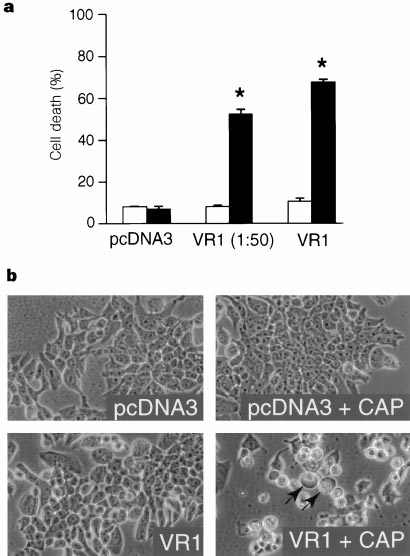 a
100
80
60
40
20
0
Cell death (%)
*
*
pcDNA3
VR1 (1:50)
VR1
b
pcDNA3
pcDNA3 + CAP
VR1
VR1 + CAP